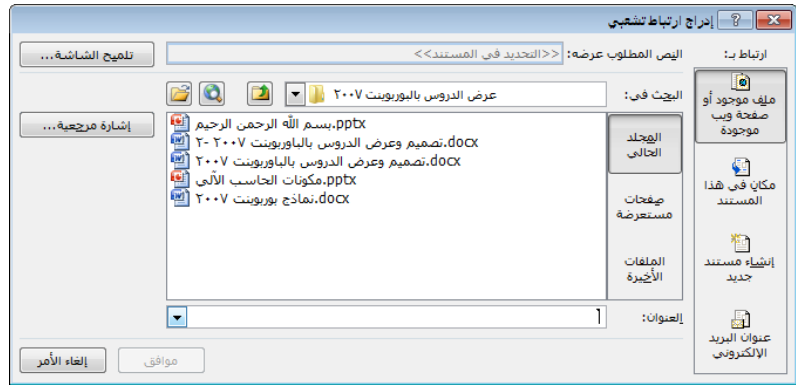 إدراج ارتباط تشعبي
ارتباط بـ:
النص المطلوب عرضه:
<<التحديد في المستند>>
تلميح الشاشة...
ملف موجود أو
صفحة ويب
موجودة
مكان في هذا
المستند
إنشاء مستند
جديد
عنوان البريد
الإلكتروني
البحث في:
عرض الدروس بالبوربوينت ٢٠٠٧
إشارة مرجعية...
المجلد
الحالي
صفحات
مستعرضة
الملفات
الأخيرة
بسم الله الرحمن الرحيم.pptx
تصميم وعرض الدروس بالباوربوينت ٢٠٠٧ -٢.docx
تصميم وعرض الدروس بالباوربوينت ٢٠٠٧.docx
مكونات الحاسب الآلي.pptx
نماذج بوربوينت ٢٠٠٧.docx
العنوان:
موافق
إلغاء الأمر